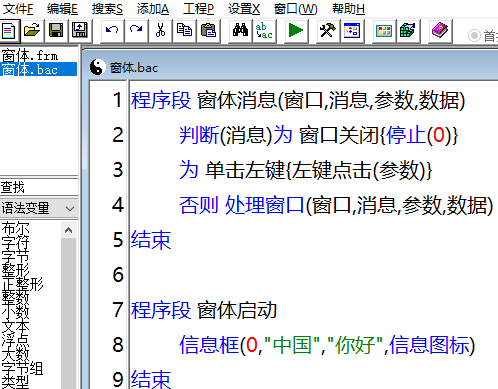 文件F 编辑E 搜索S 添加A 工程P 设置X 窗口(W) 帮助H
ab
ac
窗体.frm
窗体.bac
窗体.bac
1 程序段 窗体消息(窗口,消息,参数,数据)
2 判断(消息)为 窗口关闭{停止(0)}
3 为 单击左键{左键点击(参数)}
4 否则 处理窗口(窗口,消息,参数,数据)
5 结束
6
7 程序段 窗体启动
8 信息框(0,"中国","你好",信息图标)
9 结束
查找
语法变量
布尔
字符
字节
整形
正整形
整数
小数
文本
浮点
大数
字节组
类型